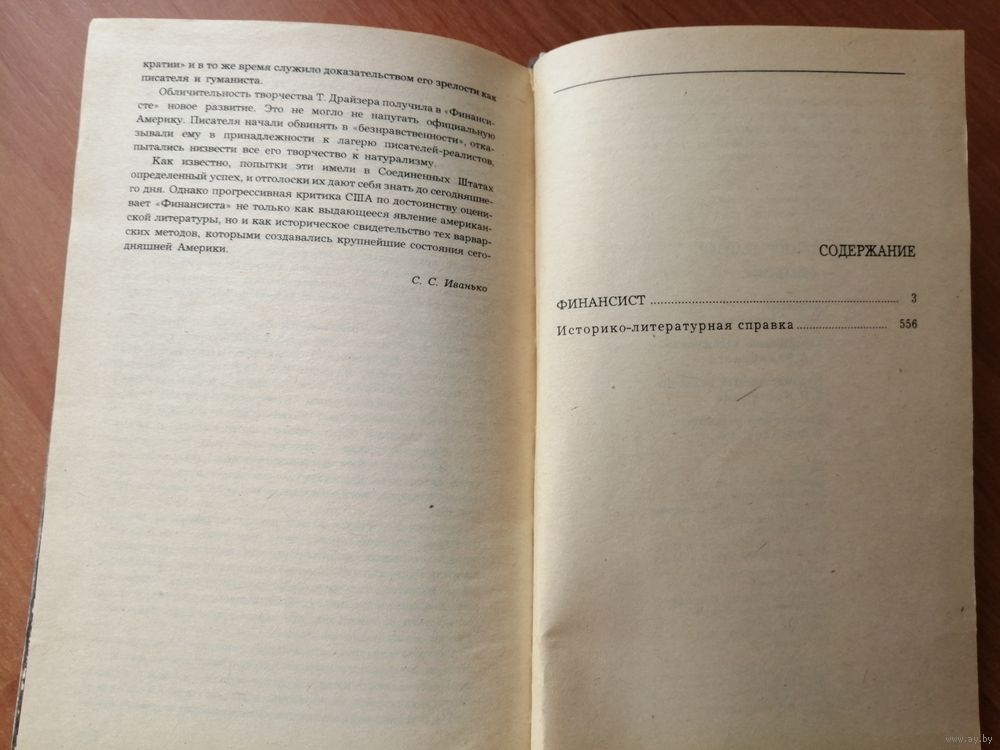 кратии» и в то же время служило доказательством его зрелости как
писателя и гуманиста.
Обличительность творчества Т. Драйзера получила в «Финанси-
сте» новое развитие. Это не могло не напугать официальную
Америку. Писателя начали обвинять в «безнравственности», отка-
зывали ему в принадлежности к лагерю писателей-реалистов,
пытались низвести все его творчество к натурализму.
Как известно, попытки эти имели в Соединенных Штатах
определенный успех, и отголоски их дают себя знать до сегодняшне-
го дня. Однако прогрессивная критика США по достоинству оцени-
вает «Финансиста» не только как выдающееся явление американ-
ской литературы, но и как историческое свидетельство тех варвар-
ских методов, которыми создавались крупнейшие состояния сего-
дняшней Америки.
С. С. Иванько
СОДЕРЖАНИЕ
ФИНАНСИСТ ........ 3
Историко-литературная справка ........ 556
www.ay.by